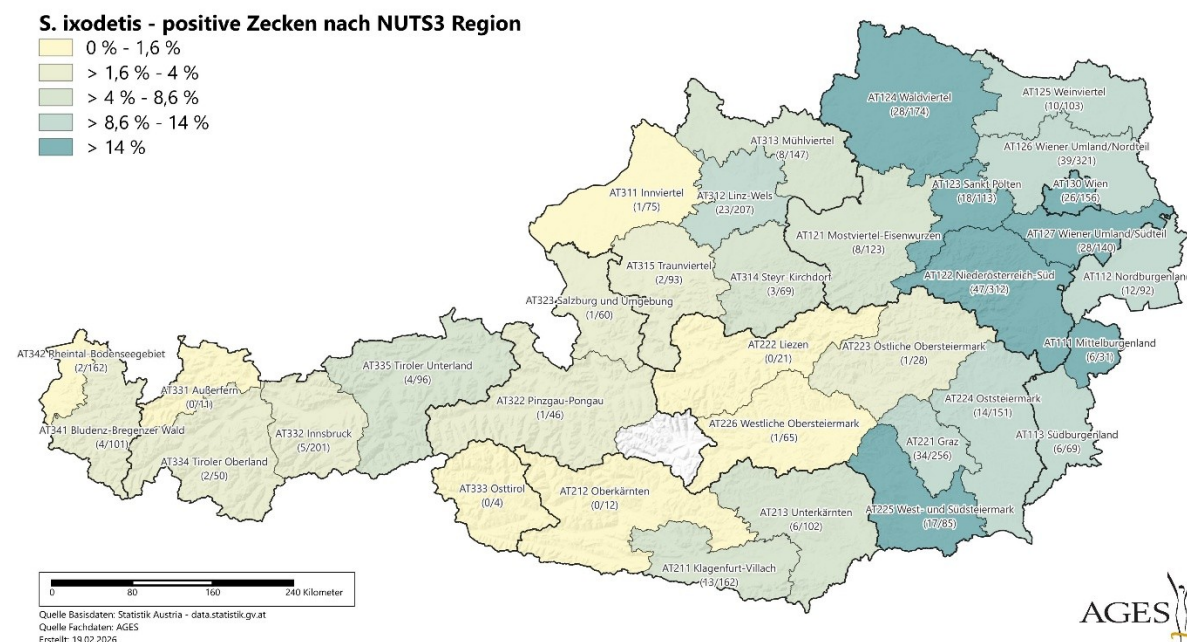 S. ixodetis - positive Zecken nach NUTS3 Region
0 % - 1,6 %
> 1,6 % - 4 %
> 4 % - 8,6 %
> 8,6 % - 14 %
> 14 %
AT124 Waldviertel
(28/174)
AT125 Weinviertel
(10/103)
AT313 Mühlviertel
(8/147)
AT126 Wiener Umland/Nordteil
(39/321)
AT311 Innviertel
(1/75)
AT312 Linz-Wels
(23/207)
AT123 Sankt Pölten
(18/113)
AT130 Wien
(26/156)
AT121 Mostviertel-Eisenwurzen
(8/123)
AT127 Wiener Umland/Südteil
(28/140)
AT315 Traunviertel
(2/93)
AT314 Steyr-Kirchdorf
(3/69)
AT122 Niederösterreich-Süd
(47/312)
AT112 Nordburgenland
(12/92)
AT323 Salzburg und Umgebung
(1/60)
AT222 Liezen
(0/21)
AT223 Östliche Obersteiermark
(1/28)
AT111 Mittelburgenland
(6/31)
AT342 Rheintal-Bodenseegebiet
(2/162)
AT335 Tiroler Unterland
(4/96)
AT331 Außerfern
(0/11)
AT322 Pinzgau-Pongau
(1/46)
AT224 Oststeiermark
(14/151)
AT341 Bludenz-Bregenzer Wald
(4/101)
AT332 Innsbruck
(5/201)
AT226 Westliche Obersteiermark
(1/65)
AT221 Graz
(34/256)
AT113 Südburgenland
(6/69)
AT334 Tiroler Oberland
(2/50)
AT333 Osttirol
(0/4)
AT212 Oberkärnten
(0/12)
AT213 Unterkärnten
(6/102)
AT225 West- und Südsteiermark
(17/85)
AT211 Klagenfurt-Villach
(13/162)
0 80 160 240 Kilometer
Quelle Basisdaten: Statistik Austria - data.statistik.gv.at
Quelle Fachdaten: AGES
Erstellt: 19.02.2026
AGES